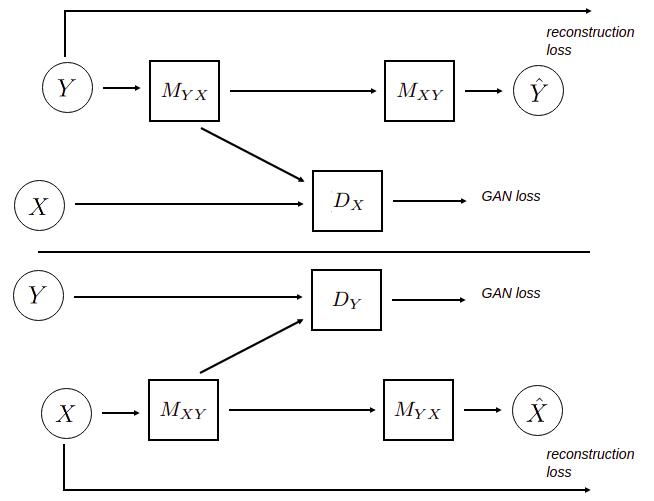 reconstruction
loss
Y
M_{YX}
M_{XY}
\hat{Y}
X
D_X
GAN loss
Y
D_Y
GAN loss
X
M_{XY}
M_{YX}
\hat{X}
reconstruction
loss